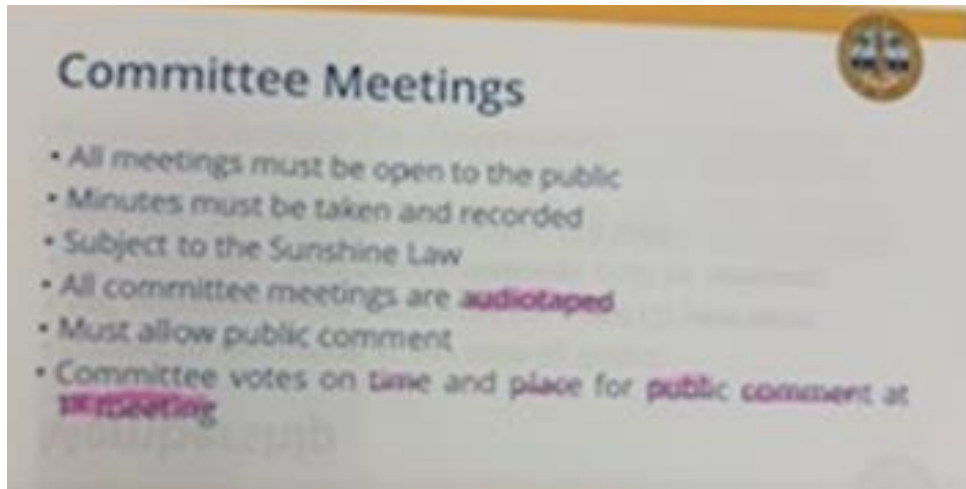 Committee Meetings
• All meetings must be open to the public
• Minutes must be taken and recorded
• Subject to the Sunshine Law
• All committee meetings are audiotaped
• Must allow public comment
• Committee votes on time and place for public comment at
1st meeting